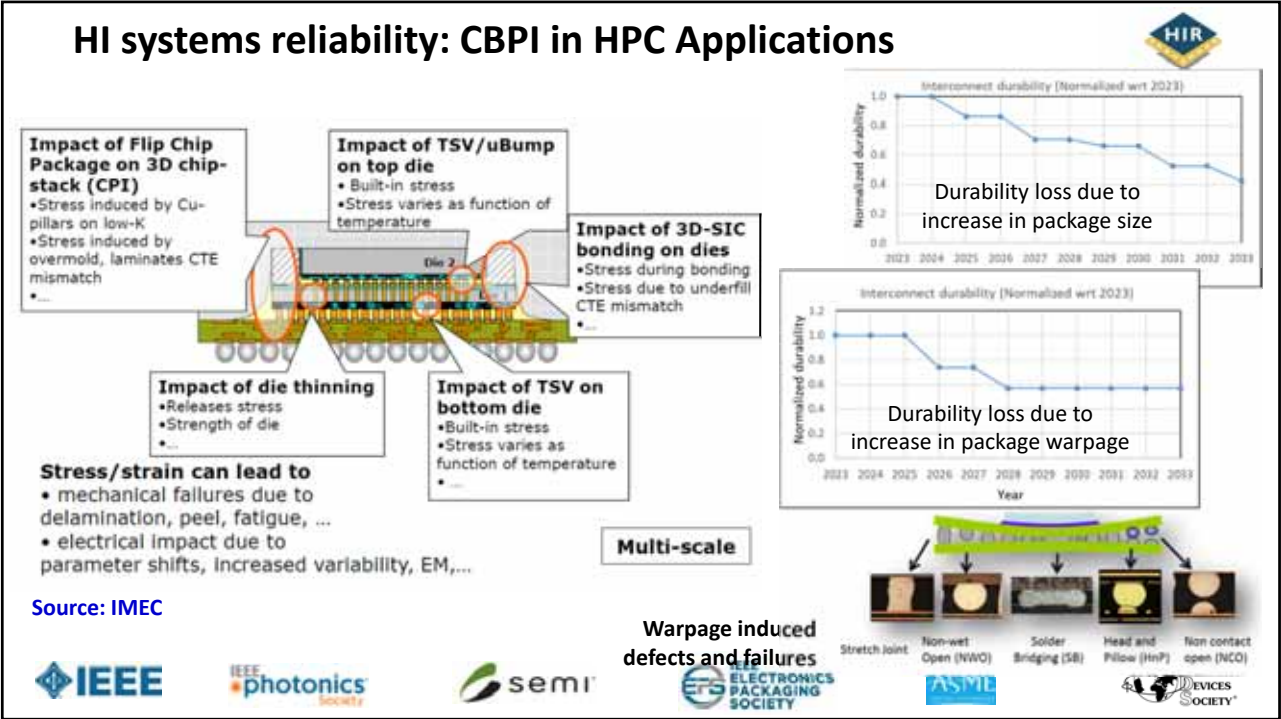 HI systems reliability: CBPI in HPC Applications
HIR
Impact of Flip Chip
Package on 3D chip-
stack (CPI)
•Stress induced by Cu-
pillars on low-K
•Stress induced by
overmold, laminates CTE
mismatch
•...
Impact of TSV/uBump
on top die
• Built-in stress
•Stress varies as function of
temperature
Impact of 3D-SIC
bonding on dies
•Stress during bonding
•Stress due to underfill
CTE mismatch
•...
Die 2
Impact of die thinning
•Releases stress
•Strength of die
•...
Impact of TSV on
bottom die
•Built-in stress
•Stress varies as
function of temperature
• ...
Stress/strain can lead to
• mechanical failures due to
delamination, peel, fatigue, ...
• electrical impact due to
parameter shifts, increased variability, EM,...
Multi-scale
Source: IMEC
Interconnect durability (Normalized wrt 2023)
Normalized durability
1.0
0.8
0.6
0.4
0.2
0.0
Durability loss due to
increase in package size
2023 2024 2025 2026 2027 2028 2029 2030 2031 2032 2033
Interconnect durability (Normalized wrt 2023)
Normalized durability
1.2
1.0
0.8
0.6
0.4
0.2
0.0
Durability loss due to
increase in package warpage
2023 2024 2025 2026 2027 2028 2029 2030 2031 2032 2033
Year
Warpage induced
defects and failures
Stretch Joint
Non-wet
Open (NWO)
Solder
Bridging (SB)
Head and
Pillow (HnP)
Non contact
open (NCO)
IEEE
IEEE
photonics
Society
semi
IEEE
ELECTRONICS
PACKAGING
SOCIETY
EPS
ASME
DEVICES
SOCIETY